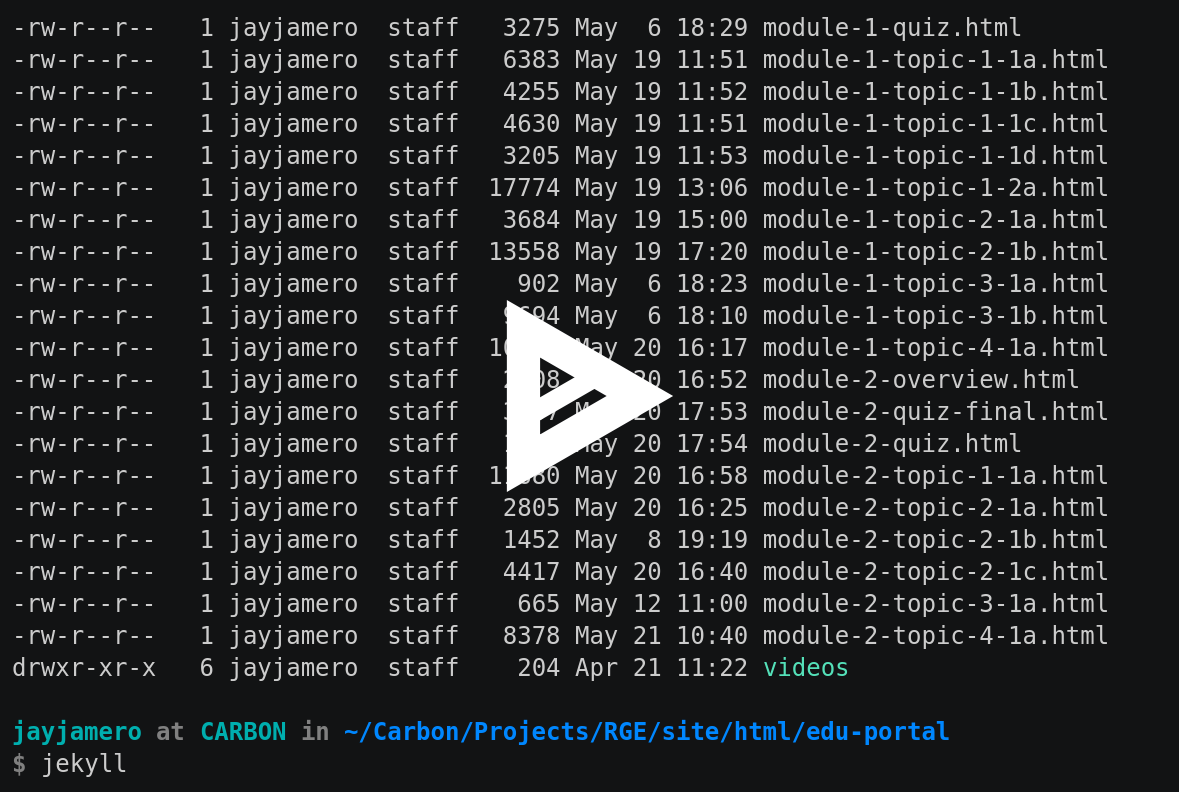 -rw-r--r--   1 jayjamero  staff   3275 May  6 18:29 module-1-quiz.html
-rw-r--r--   1 jayjamero  staff   6383 May 19 11:51 module-1-topic-1-1a.html
-rw-r--r--   1 jayjamero  staff   4255 May 19 11:52 module-1-topic-1-1b.html
-rw-r--r--   1 jayjamero  staff   4630 May 19 11:51 module-1-topic-1-1c.html
-rw-r--r--   1 jayjamero  staff   3205 May 19 11:53 module-1-topic-1-1d.html
-rw-r--r--   1 jayjamero  staff  17774 May 19 13:06 module-1-topic-1-2a.html
-rw-r--r--   1 jayjamero  staff   3684 May 19 15:00 module-1-topic-2-1a.html
-rw-r--r--   1 jayjamero  staff  13558 May 19 17:20 module-1-topic-2-1b.html
-rw-r--r--   1 jayjamero  staff    902 May  6 18:23 module-1-topic-3-1a.html
-rw-r--r--   1 jayjamero  staff   May  6 18:10 module-1-topic-3-1b.html
-rw-r--r--   1 jayjamero  staff   May 20 16:17 module-1-topic-4-1a.html
-rw-r--r--   1 jayjamero  staff   20 16:52 module-2-overview.html
-rw-r--r--   1 jayjamero  staff   20 17:53 module-2-quiz-final.html
-rw-r--r--   1 jayjamero  staff   May 20 17:54 module-2-quiz.html
-rw-r--r--   1 jayjamero  staff   May 20 16:58 module-2-topic-1-1a.html
-rw-r--r--   1 jayjamero  staff   2805 May 20 16:25 module-2-topic-2-1a.html
-rw-r--r--   1 jayjamero  staff   1452 May  8 19:19 module-2-topic-2-1b.html
-rw-r--r--   1 jayjamero  staff   4417 May 20 16:40 module-2-topic-2-1c.html
-rw-r--r--   1 jayjamero  staff    665 May 12 11:00 module-2-topic-3-1a.html
-rw-r--r--   1 jayjamero  staff   8378 May 21 10:40 module-2-topic-4-1a.html
drwxr-xr-x   6 jayjamero  staff    204 Apr 21 11:22 videos
jayjamero at CARBON in ~/Carbon/Projects/RGE/site/html/edu-portal
$ jekyll